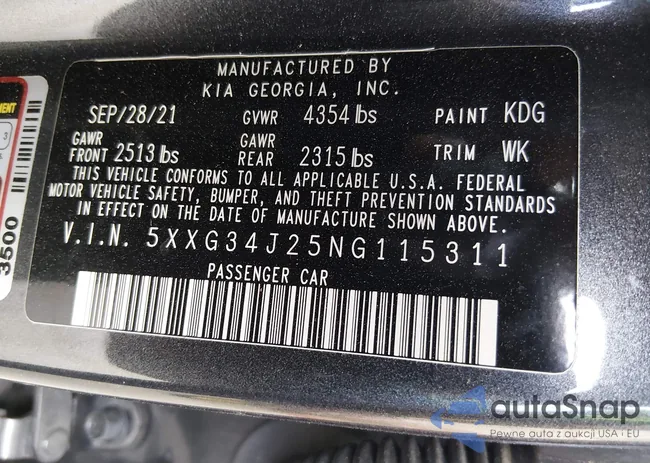 MANUFACTURED BY
KIA GEORGIA, INC.
SEP/28/21 GVWR 4354 lbs PAINT KDG
GAWR FRONT 2513 lbs GAWR REAR 2315 lbs TRIM WK
THIS VEHICLE CONFORMS TO ALL APPLICABLE U.S.A. FEDERAL
MOTOR VEHICLE SAFETY, BUMPER, AND THEFT PREVENTION STANDARDS
IN EFFECT ON THE DATE OF MANUFACTURE SHOWN ABOVE.
V.I.N. 5XXG34J25NG115311
PASSENGER CAR
3
3500
autoSnap
Pewne auta z aukcji USA i EU